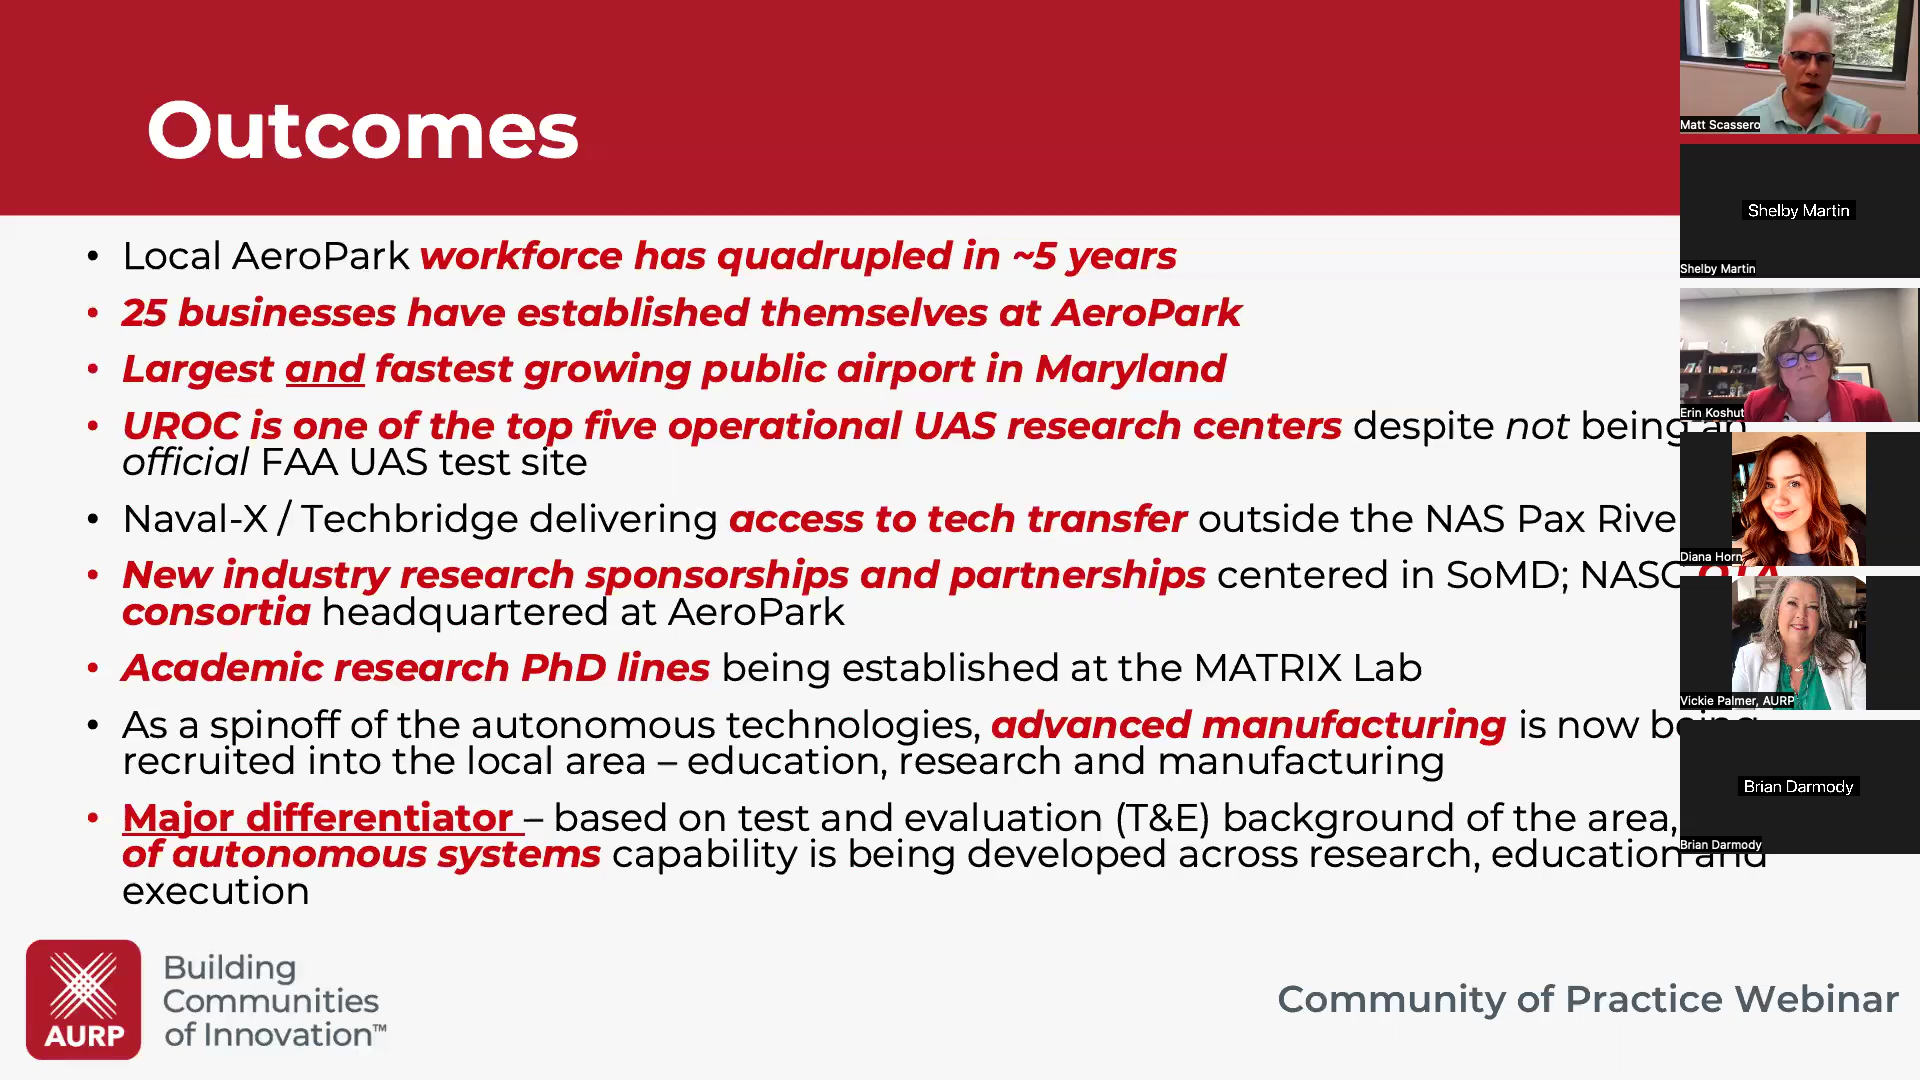 Outcomes
• Local AeroPark workforce has quadrupled in ~5 years
• 25 businesses have established themselves at AeroPark
• Largest and fastest growing public airport in Maryland
• UROC is one of the top five operational UAS research centers despite not being an
official FAA UAS test site
• Naval-X / Techbridge delivering access to tech transfer outside the NAS Pax
• New industry research sponsorships and partnerships centered in SoMD;
consortia headquartered at AeroPark
• Academic research PhD lines being established at the MATRIX Lab
• As a spinoff of the autonomous technologies, advanced manufacturing is now being
recruited into the local area – education, research and manufacturing
• Major differentiator – based on test and evaluation (T&E) background of the area,
of autonomous systems capability is being developed across research, education and
execution
AURP
Building
Communities
of Innovation™
Community of Practice Webinar
Matt Scassero
Shelby Martin
Shelby Martin
Erin Koshut
Diana Horn
Vickie Palmer, AURP
Brian Darmody
Brian Darmody